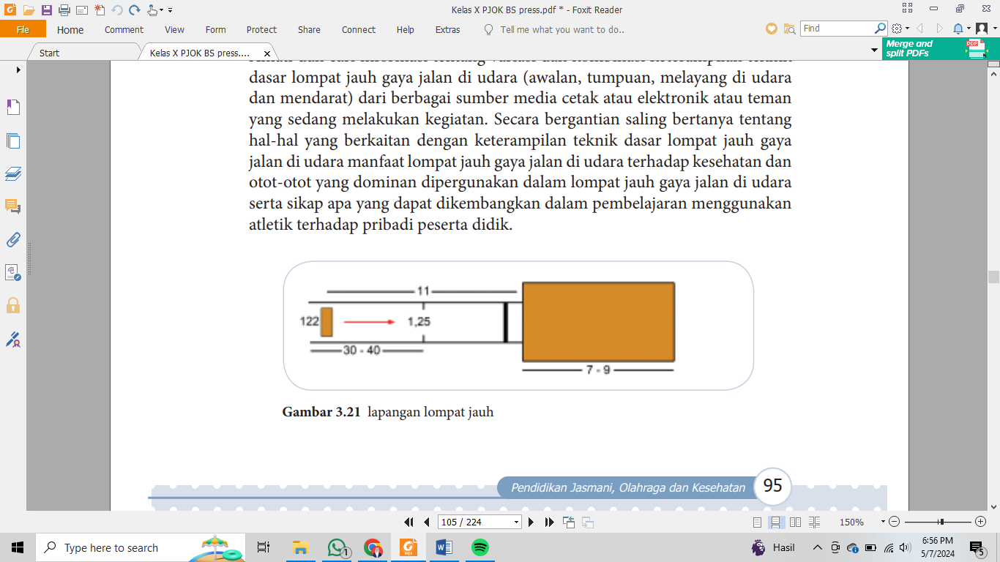 Kelas X PJOK BS press.pdf * - Foxit Reader
File Home Comment View Form Protect Share Connect Help Extras Tell me what you want to do.. Find
Start Kelas X PJOK BS press.... Merge and
split PDFs
dasar lompat jauh gaya jalan di udara (awalan, tumpuan, melayang di udara
dan mendarat) dari berbagai sumber media cetak atau elektronik atau teman
yang sedang melakukan kegiatan. Secara bergantian saling bertanya tentang
hal-hal yang berkaitan dengan keterampilan teknik dasar lompat jauh gaya
jalan di udara manfaat lompat jauh gaya jalan di udara terhadap kesehatan dan
otot-otot yang dominan dipergunakan dalam lompat jauh gaya jalan di udara
serta sikap apa yang dapat dikembangkan dalam pembelajaran menggunakan
atletik terhadap pribadi peserta didik.
11
122 1,25
30 - 40
7 - 9
Gambar 3.21 lapangan lompat jauh
Pendidikan Jasmani, Olahraga dan Kesehatan 95
105 / 224 150%
Type here to search 1 Hasil 6:56 PM
5/7/2024 5